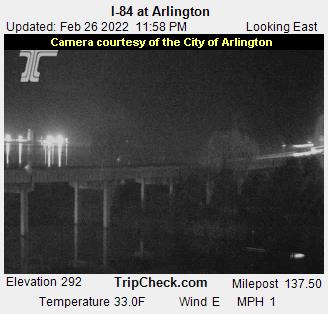 I-84 at Arlington
Updated: Feb 26 2022 11:58 PM Looking East
Camera courtesy of the City of Arlington
Elevation 292 TripCheck.com Milepost 137.50
Temperature 33.0F Wind E MPH 1